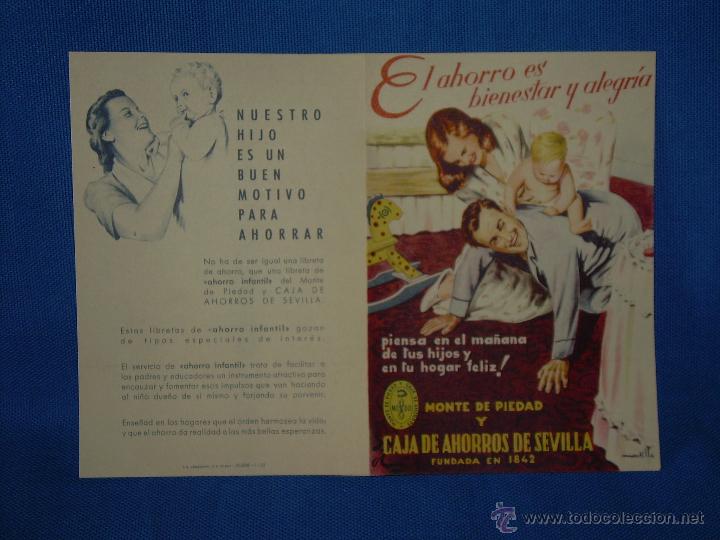 NUESTRO
HIJO
ES UN
BUEN
MOTIVO
PARA
AHORRAR
No ha de ser igual una libreta
de ahorro, que una libreta de
«ahorro infantil» del Monte
de Piedad y CAJA DE
AHORROS DE SEVILLA.
Estas libretas de «ahorro infantil» gozan
de tipos especiales de interés.
El servicio de «ahorro infantil» trata de facilitar a
los padres y educadores un instrumento atractivo para
encauzar y fomentar esos impulsos que van haciendo
al niño dueño de sí mismo y forjando su porvenir.
Enseñad en los hogares que el orden hermosea la vida;
y que el ahorro da realidad a las más bellas esperanzas.
El ahorro es
bienestar y alegría
piensa en el mañana
de tus hijos y
en tu hogar feliz!
MONTE DE PIEDAD
Y
CAJA DE AHORROS DE SEVILLA
FUNDADA EN 1842
www.todocoleccion.net